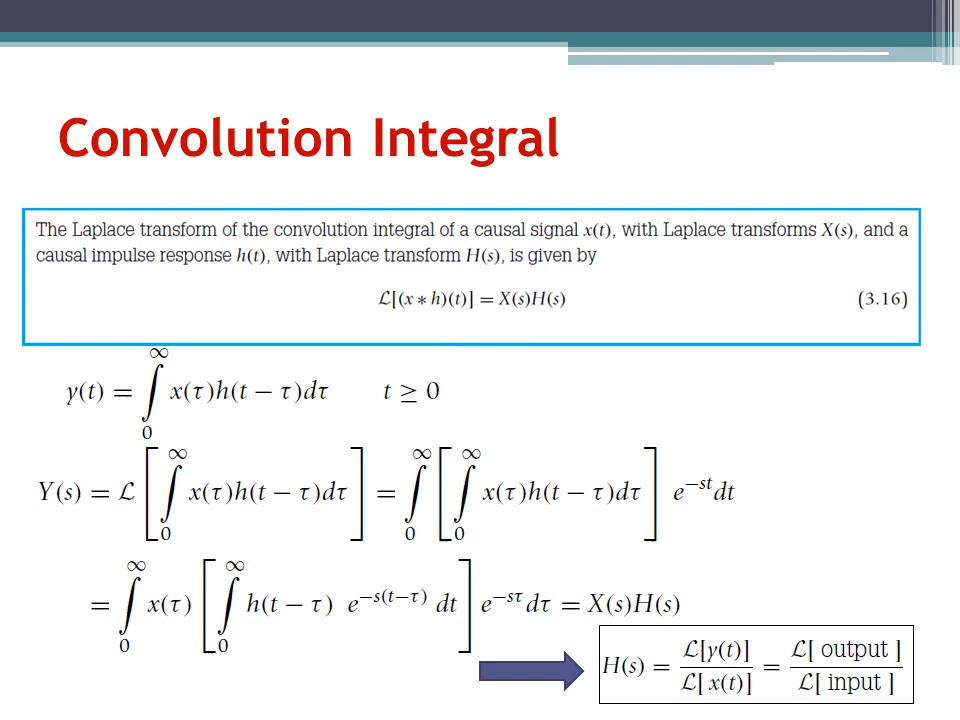 Convolution Integral
The Laplace transform of the convolution integral of a causal signal x(t), with Laplace transforms X(s), and a
causal impulse response h(t), with Laplace transform H(s), is given by
ℒ[(x ∗ h)(t)] = X(s)H(s) (3.16)
y(t) = ∫₀^∞ x(τ)h(t − τ)dτ t ≥ 0
Y(s) = ℒ[∫₀^∞ x(τ)h(t − τ)dτ] = ∫₀^∞ [∫₀^∞ x(τ)h(t − τ)dτ] e^{−st}dt
= ∫₀^∞ x(τ) [∫₀^∞ h(t − τ) e^{−s(t−τ)} dt] e^{−sτ} dτ = X(s)H(s)
H(s) = ℒ[y(t)] / ℒ[x(t)] = ℒ[ output ] / ℒ[ input ]